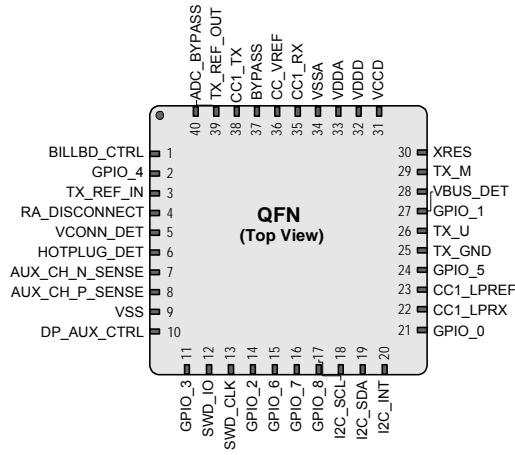 40 ADC_BYPASS
39 TX_REF_OUT
38 CC1_TX
37 BYPASS
36 CC_VREF
35 CC1_RX
34 VSSA
33 VDDA
32 VDDD
31 VCCD
BILLBD_CTRL 1
GPIO_4 2
TX_REF_IN 3
RA_DISCONNECT 4
VCONN_DET 5
HOTPLUG_DET 6
AUX_CH_N_SENSE 7
AUX_CH_P_SENSE 8
VSS 9
DP_AUX_CTRL 10
QFN
(Top View)
30 XRES
29 TX_M
28 VBUS_DET
27 GPIO_1
26 TX_U
25 TX_GND
24 GPIO_5
23 CC1_LPREF
22 CC1_LPRX
21 GPIO_0
GPIO_3 11
SWD_IO 12
SWD_CLK 13
GPIO_2 14
GPIO_6 15
GPIO_7 16
GPIO_8 17
I2C_SCL 18
I2C_SDA 19
I2C_INT 20